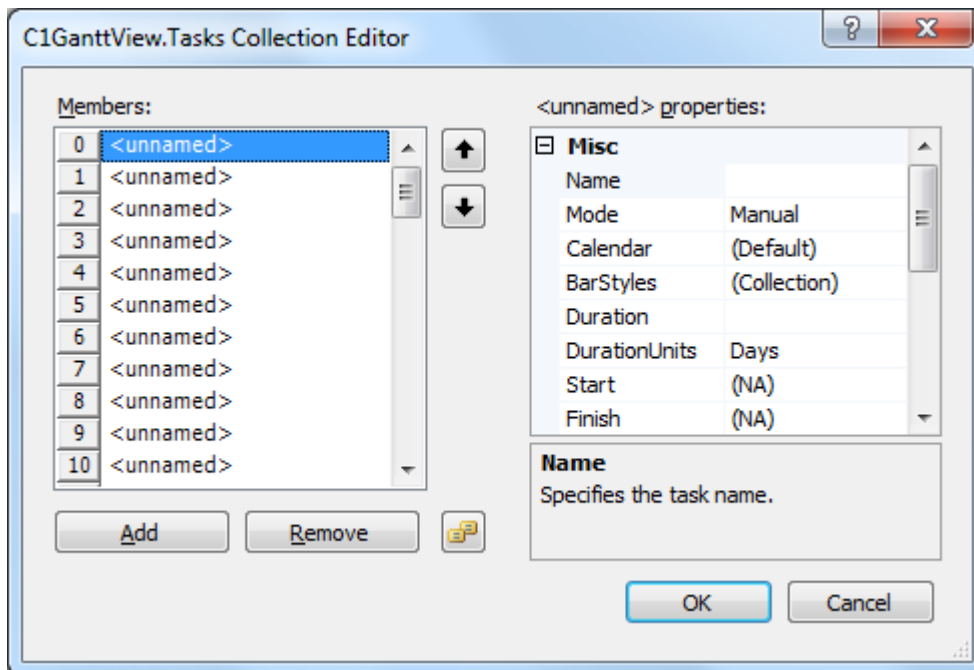 C1GanttView.Tasks Collection Editor
Members:
<unnamed> properties:
0 <unnamed>
1 <unnamed>
2 <unnamed>
3 <unnamed>
4 <unnamed>
5 <unnamed>
6 <unnamed>
7 <unnamed>
8 <unnamed>
9 <unnamed>
10 <unnamed>
Misc
Name
Mode Manual
Calendar (Default)
BarStyles (Collection)
Duration
DurationUnits Days
Start (NA)
Finish (NA)
Name
Specifies the task name.
Add
Remove
OK
Cancel